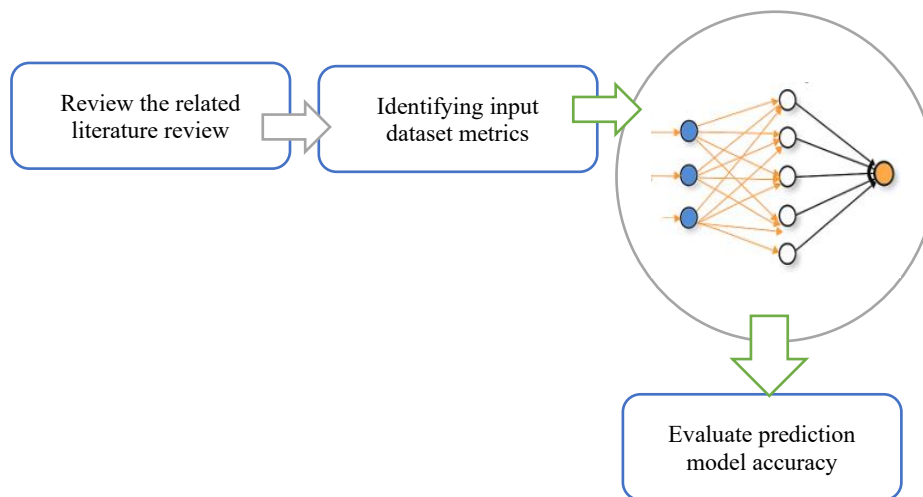 Review the related
literature review
Identifying input
dataset metrics
Evaluate prediction
model accuracy